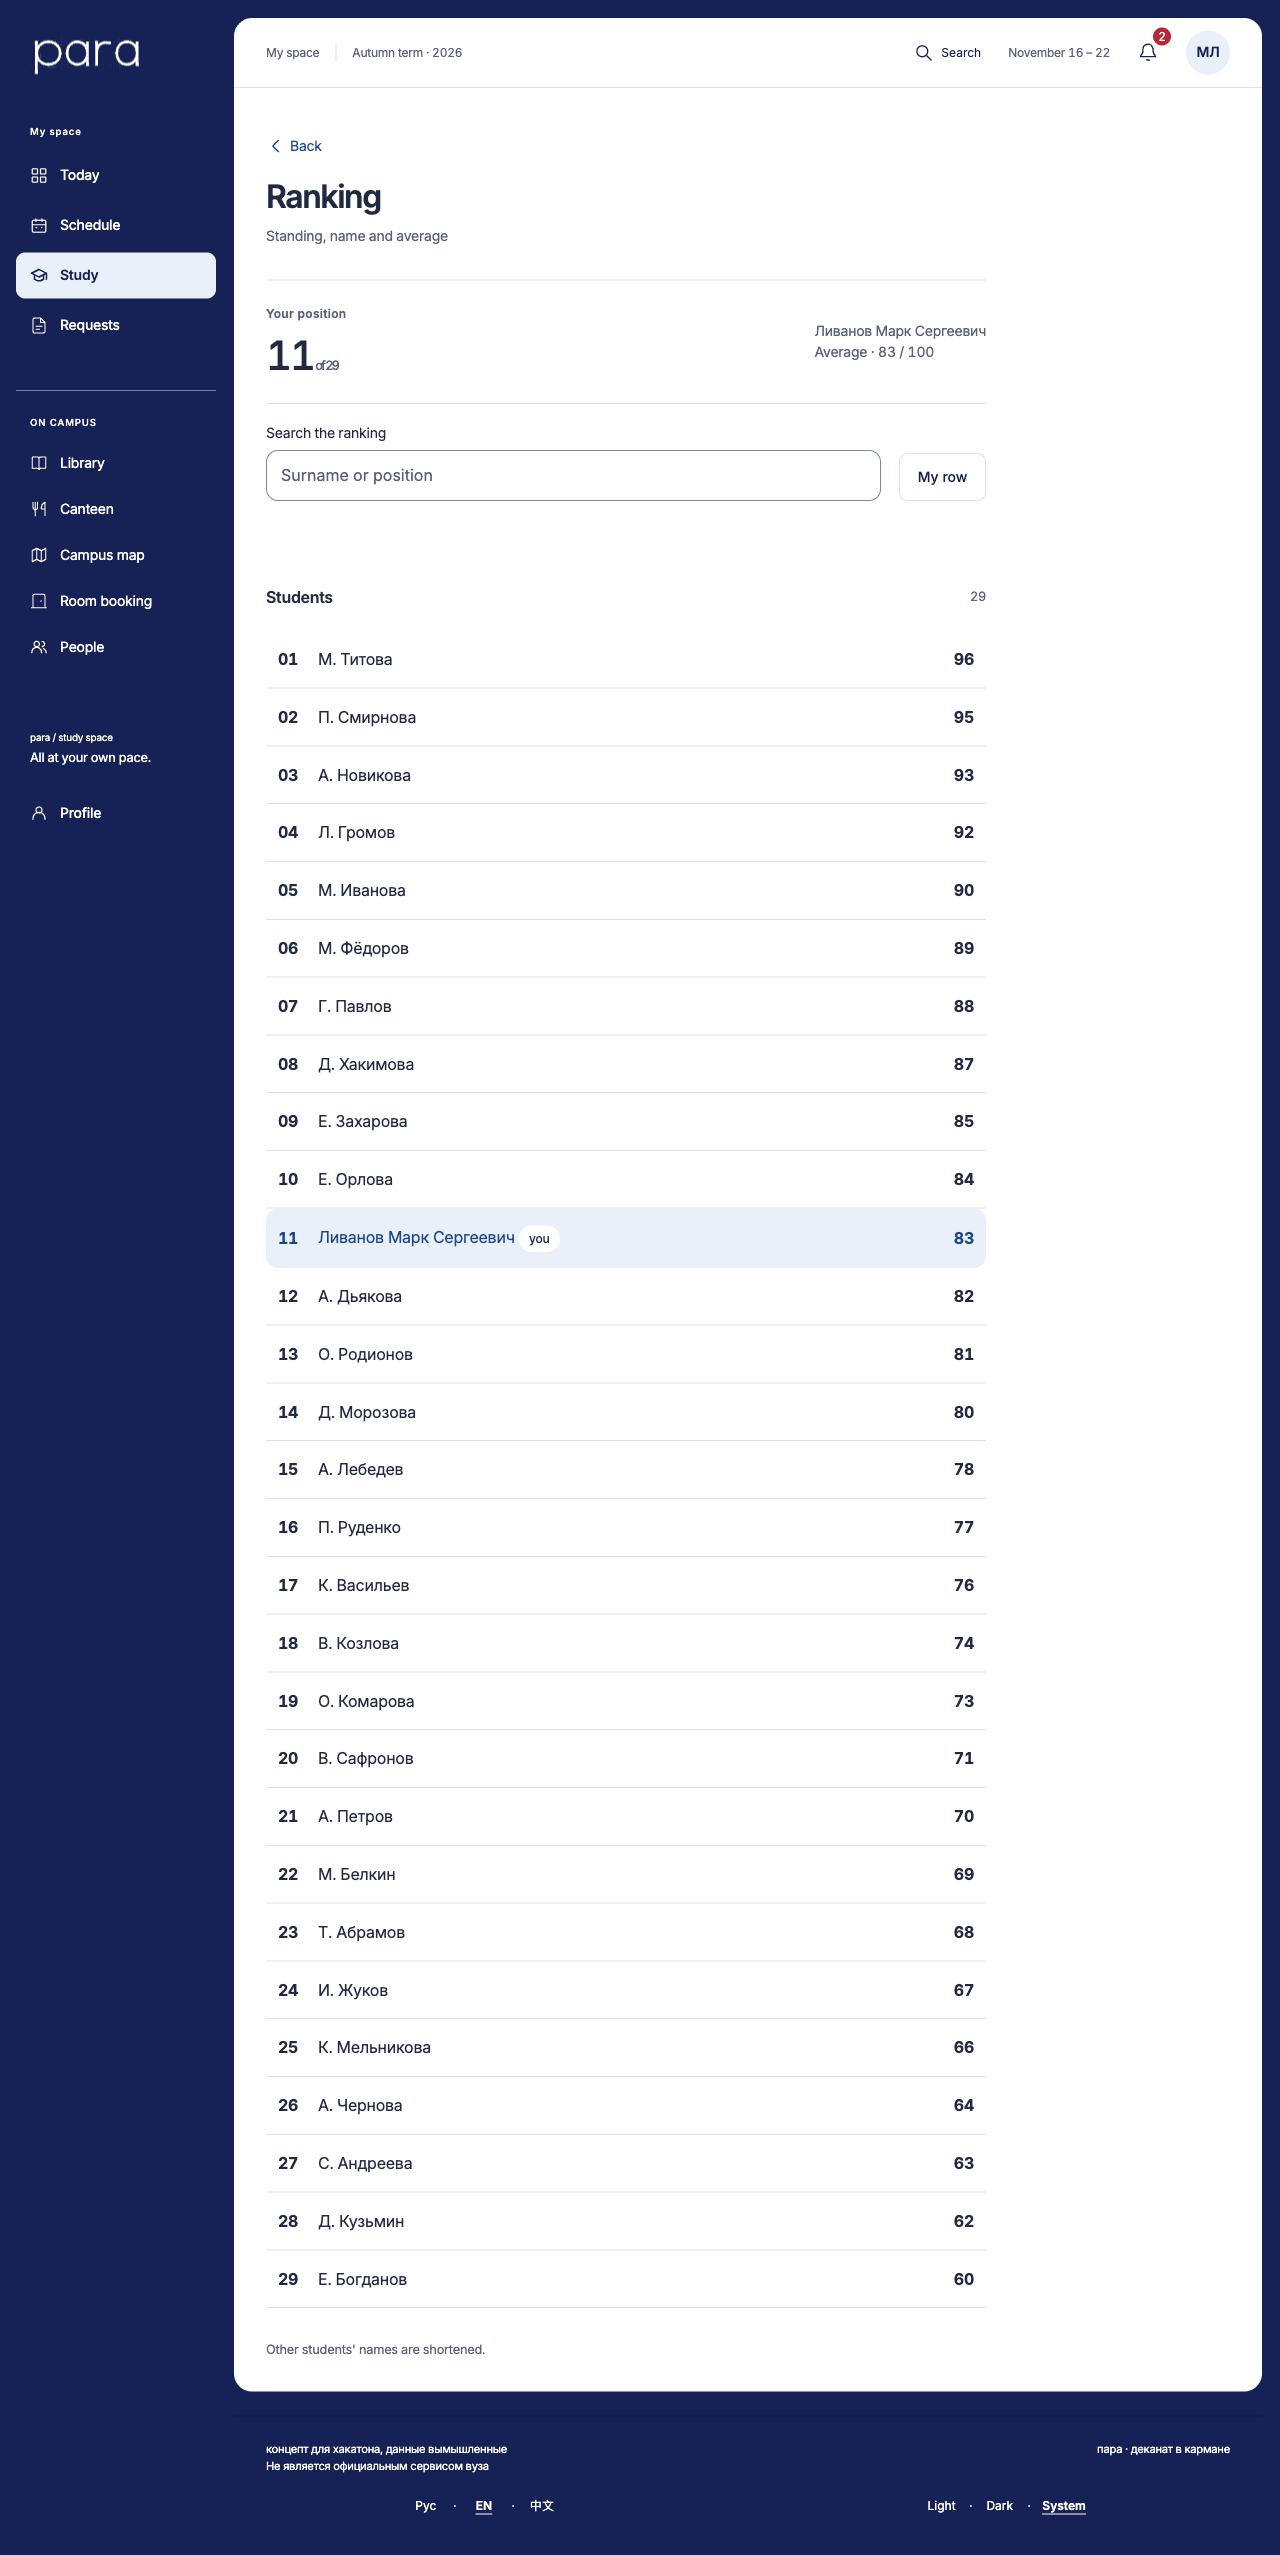 para
My space
Today
Schedule
Study
Requests
ON CAMPUS
Library
Canteen
Campus map
Room booking
People
para / study space
All at your own pace.
Profile
My space
Autumn term · 2026
Search
November 16 – 22
2
МЛ
Back
Ranking
Standing, name and average
Your position
11 of 29
Ливанов Марк Сергеевич
Average · 83 / 100
Search the ranking
Surname or position
My row
Students 29
01 М. Титова 96
02 П. Смирнова 95
03 А. Новикова 93
04 Л. Громов 92
05 М. Иванова 90
06 М. Фёдоров 89
07 Г. Павлов 88
08 Д. Хакимова 87
09 Е. Захарова 85
10 Е. Орлова 84
11 Ливанов Марк Сергеевич you 83
12 А. Дьякова 82
13 О. Родионов 81
14 Д. Морозова 80
15 А. Лебедев 78
16 П. Руденко 77
17 К. Васильев 76
18 В. Козлова 74
19 О. Комарова 73
20 В. Сафронов 71
21 А. Петров 70
22 М. Белкин 69
23 Т. Абрамов 68
24 И. Жуков 67
25 К. Мельникова 66
26 А. Чернова 64
27 С. Андреева 63
28 Д. Кузьмин 62
29 Е. Богданов 60
Other students' names are shortened.
концепт для хакатона, данные вымышленные
Не является официальным сервисом вуза
пара · деканат в кармане
Рус · EN · 中文
Light · Dark · System